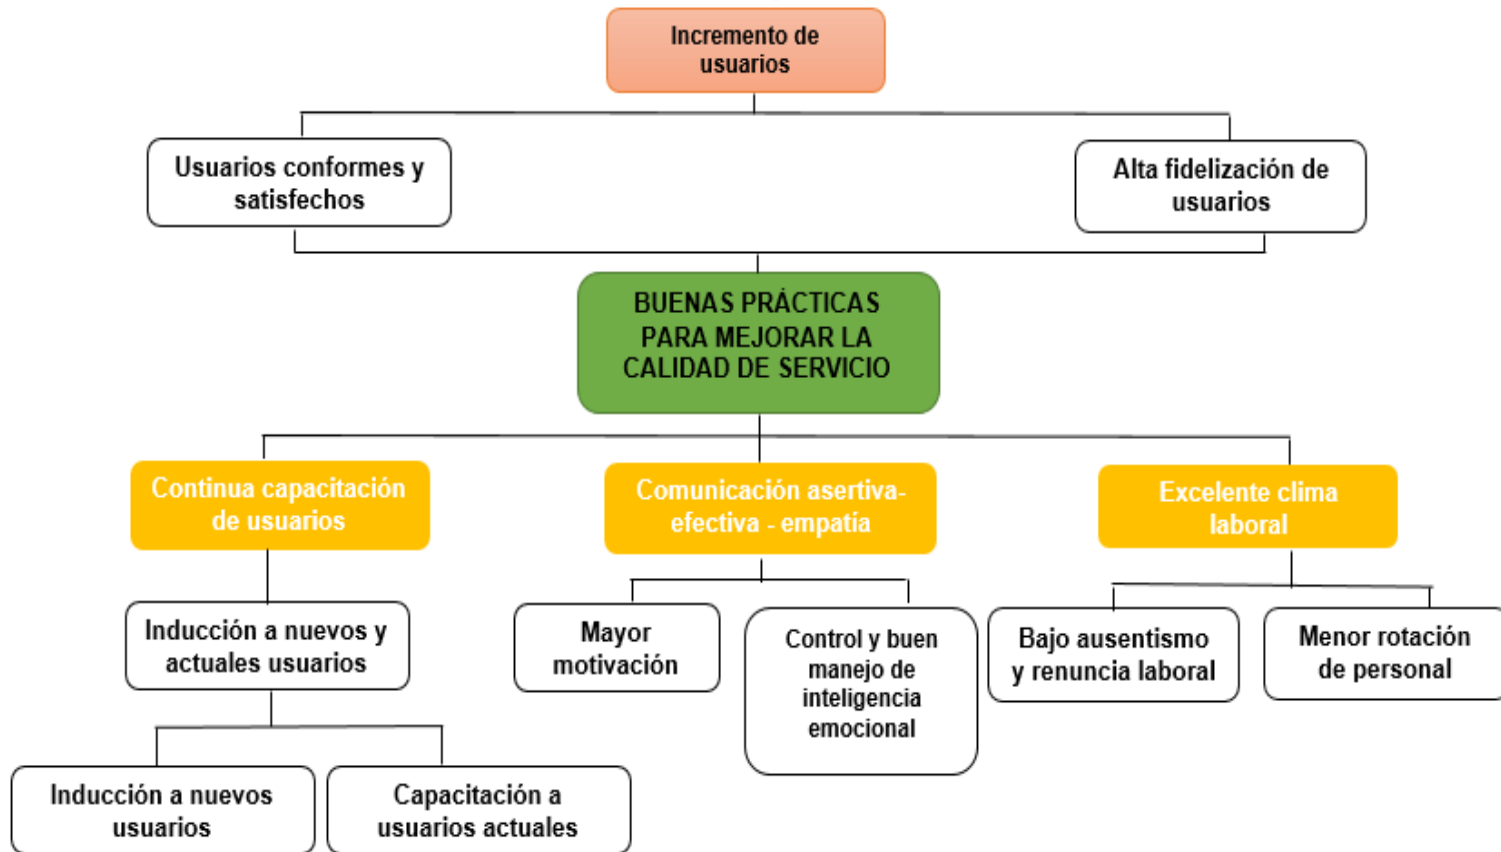 Incremento de
usuarios
Usuarios conformes y
satisfechos
Alta fidelización de
usuarios
BUENAS PRÁCTICAS
PARA MEJORAR LA
CALIDAD DE SERVICIO
Continua capacitación
de usuarios
Comunicación asertiva-
efectiva - empatía
Excelente clima
laboral
Inducción a nuevos y
actuales usuarios
Mayor
motivación
Control y buen
manejo de
inteligencia
emocional
Bajo ausentismo
y renuncia laboral
Menor rotación
de personal
Inducción a nuevos
usuarios
Capacitación a
usuarios actuales